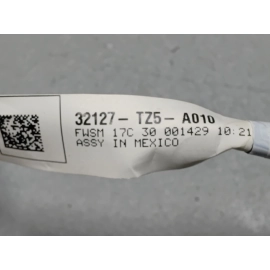 32127- TZ5- A010
FWSM 17C 30 001429 10:21
ASSY IN MEXICO